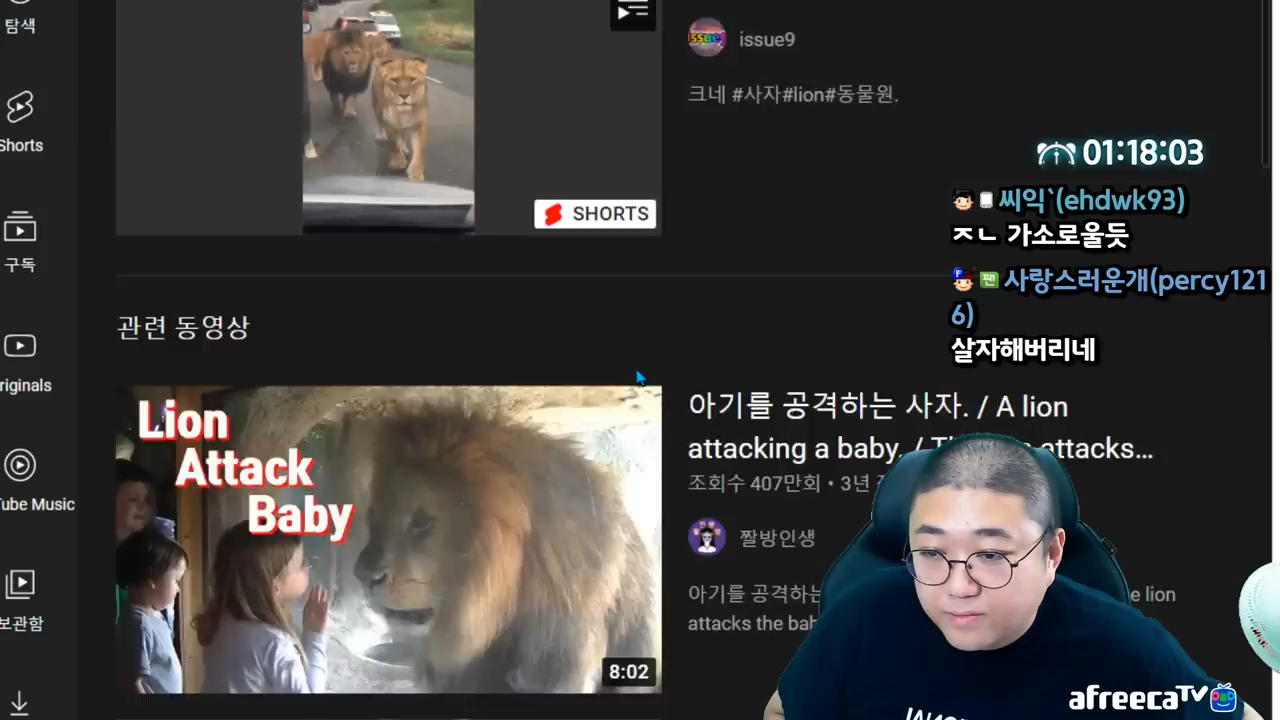 탐색
Shorts
구독
riginals
ube Music
보관함
SHORTS
issue
issue9
크네 #사자#lion#동물원.
01:18:03
씨익`(ehdwk93)
ㅈㄴ 가소로울듯
F 팬 사랑스러운개(percy121
6)
살자해버리네
관련 동영상
Lion
Attack
Baby
8:02
아기를 공격하는 사자. / A lion
attacking a baby. / attacks...
조회수 407만회 • 3년
짤방인생
아기를 공격하는 e lion
attacks the bab
afreecaTV